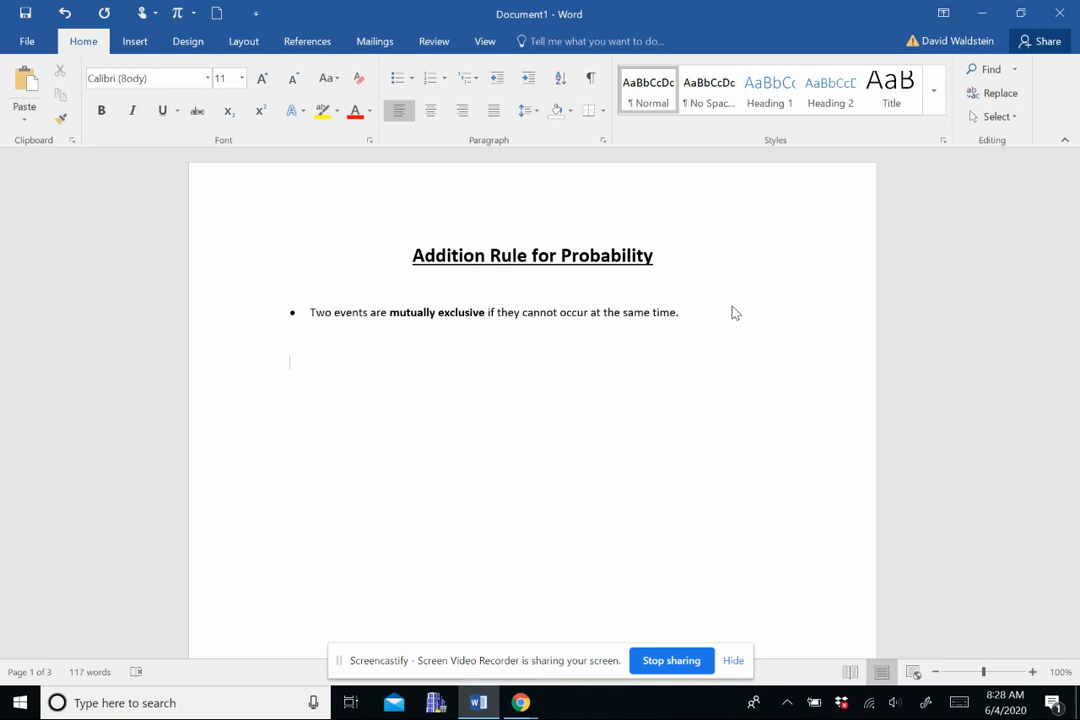 Document1 - Word
David Waldstein
Share
File
Home
Insert
Design
Layout
References
Mailings
Review
View
Tell me what you want to do...
Paste
Clipboard
Calibri (Body)
11
Font
Paragraph
AaBbCcDc
¶ Normal
AaBbCcDc
¶ No Spac...
AaBbCc
Heading 1
AaBbCcD
Heading 2
AaB
Title
Styles
Find
Replace
Select
Editing
Addition Rule for Probability
• Two events are mutually exclusive if they cannot occur at the same time.
Screencastify - Screen Video Recorder is sharing your screen.
Stop sharing
Hide
Page 1 of 3
117 words
100%
Type here to search
8:28 AM
6/4/2020